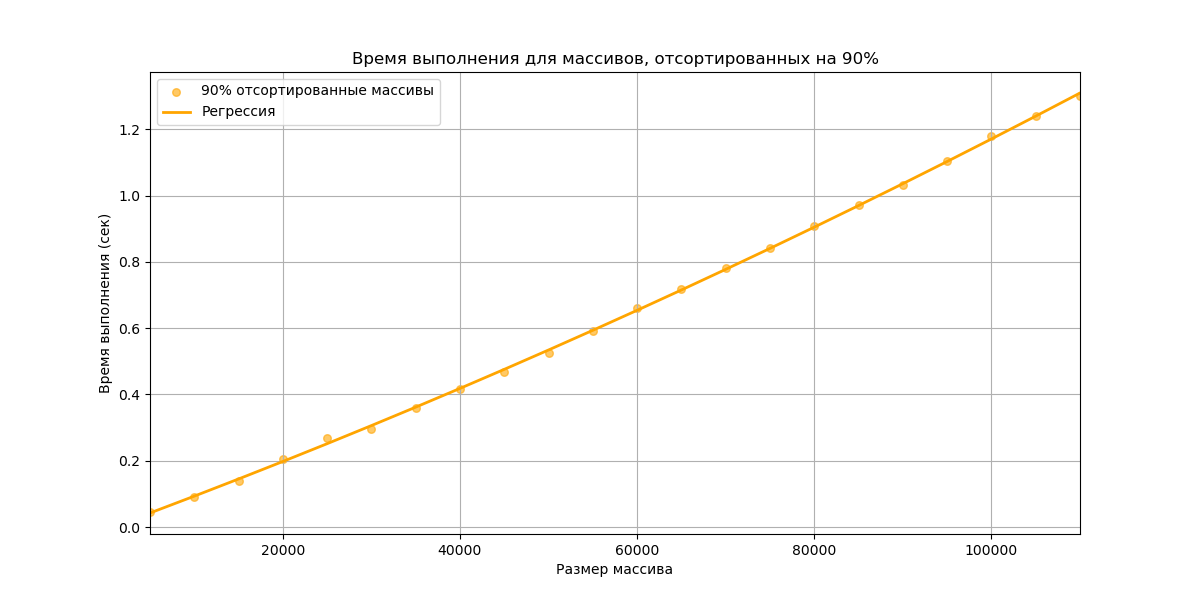 Время выполнения для массивов, отсортированных на 90%
90% отсортированные массивы
Регрессия
Время выполнения (сек)
1.2
1.0
0.8
0.6
0.4
0.2
0.0
20000
40000
60000
80000
100000
Размер массива